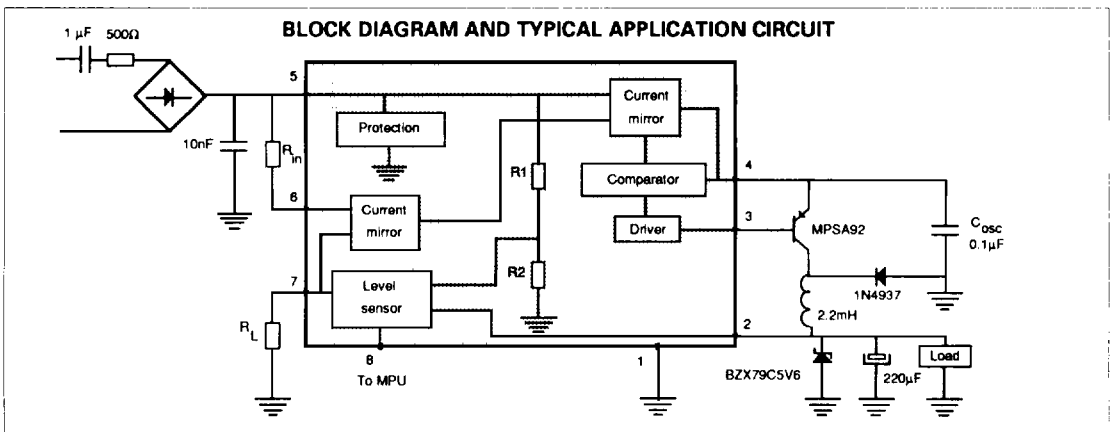 BLOCK DIAGRAM AND TYPICAL APPLICATION CIRCUIT
1 µF 500Ω
5
Current
mirror
Protection
10nF
R in
R1
4
Comparator
6
Current
mirror
Driver
3
MPSA92
C osc
0.1µF
7
Level
sensor
R2
1N4937
2.2mH
R L
2
8
1
To MPU
BZX79C5V6
220µF
Load